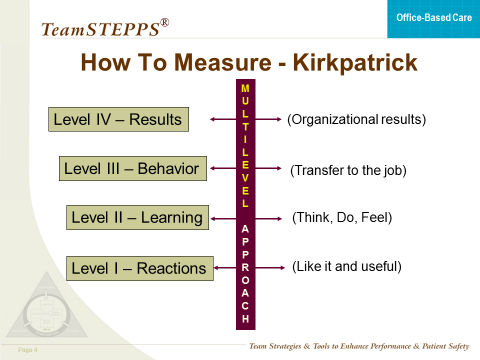 TeamSTEPPS®
Office-Based Care
How To Measure - Kirkpatrick
MULTILEVEL APPROACH
Level IV – Results
(Organizational results)
Level III – Behavior
(Transfer to the job)
Level II – Learning
(Think, Do, Feel)
Level I – Reactions
(Like it and useful)
Page 4
Team Strategies & Tools to Enhance Performance & Patient Safety